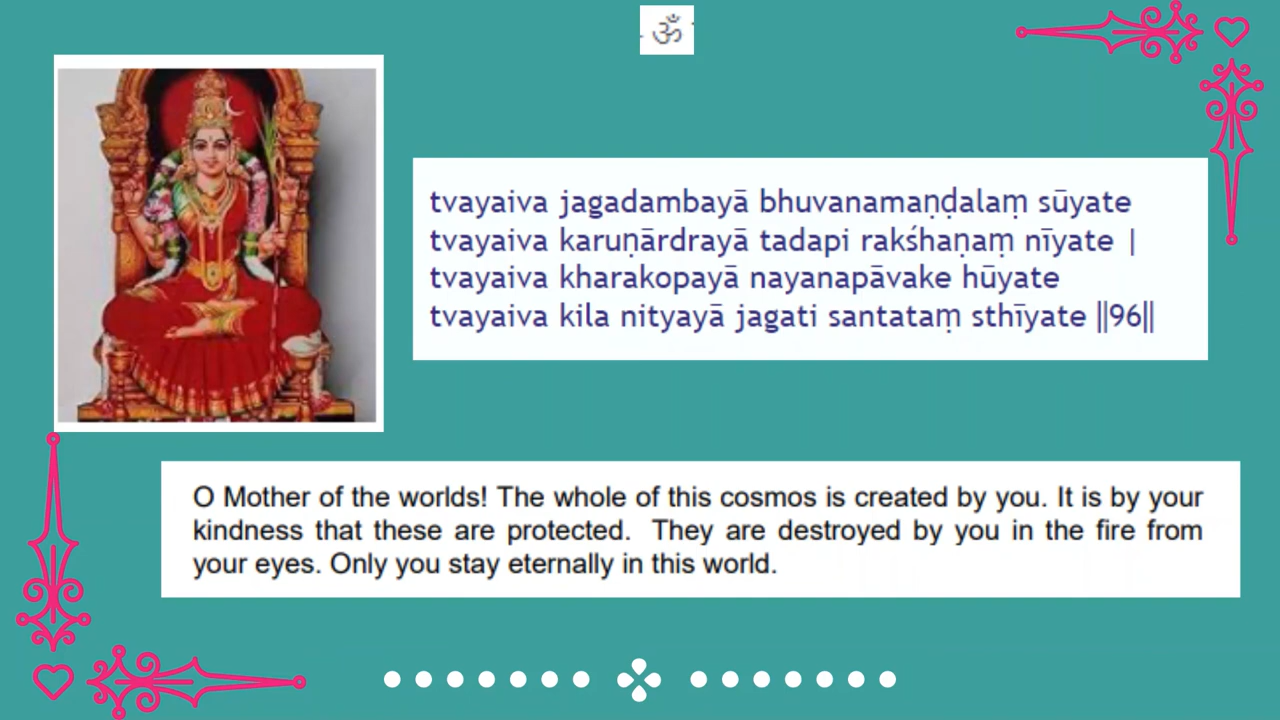 ॐ
tvayaiva jagadambayā bhuvanamaṇḍalaṃ sūyate
tvayaiva karuṇārdrayā tadapi rakśhaṇaṃ nīyate |
tvayaiva kharakopayā nayanapāvake hūyate
tvayaiva kila nityayā jagati santataṃ sthīyate ||96||
O Mother of the worlds! The whole of this cosmos is created by you. It is by your
kindness that these are protected. They are destroyed by you in the fire from
your eyes. Only you stay eternally in this world.